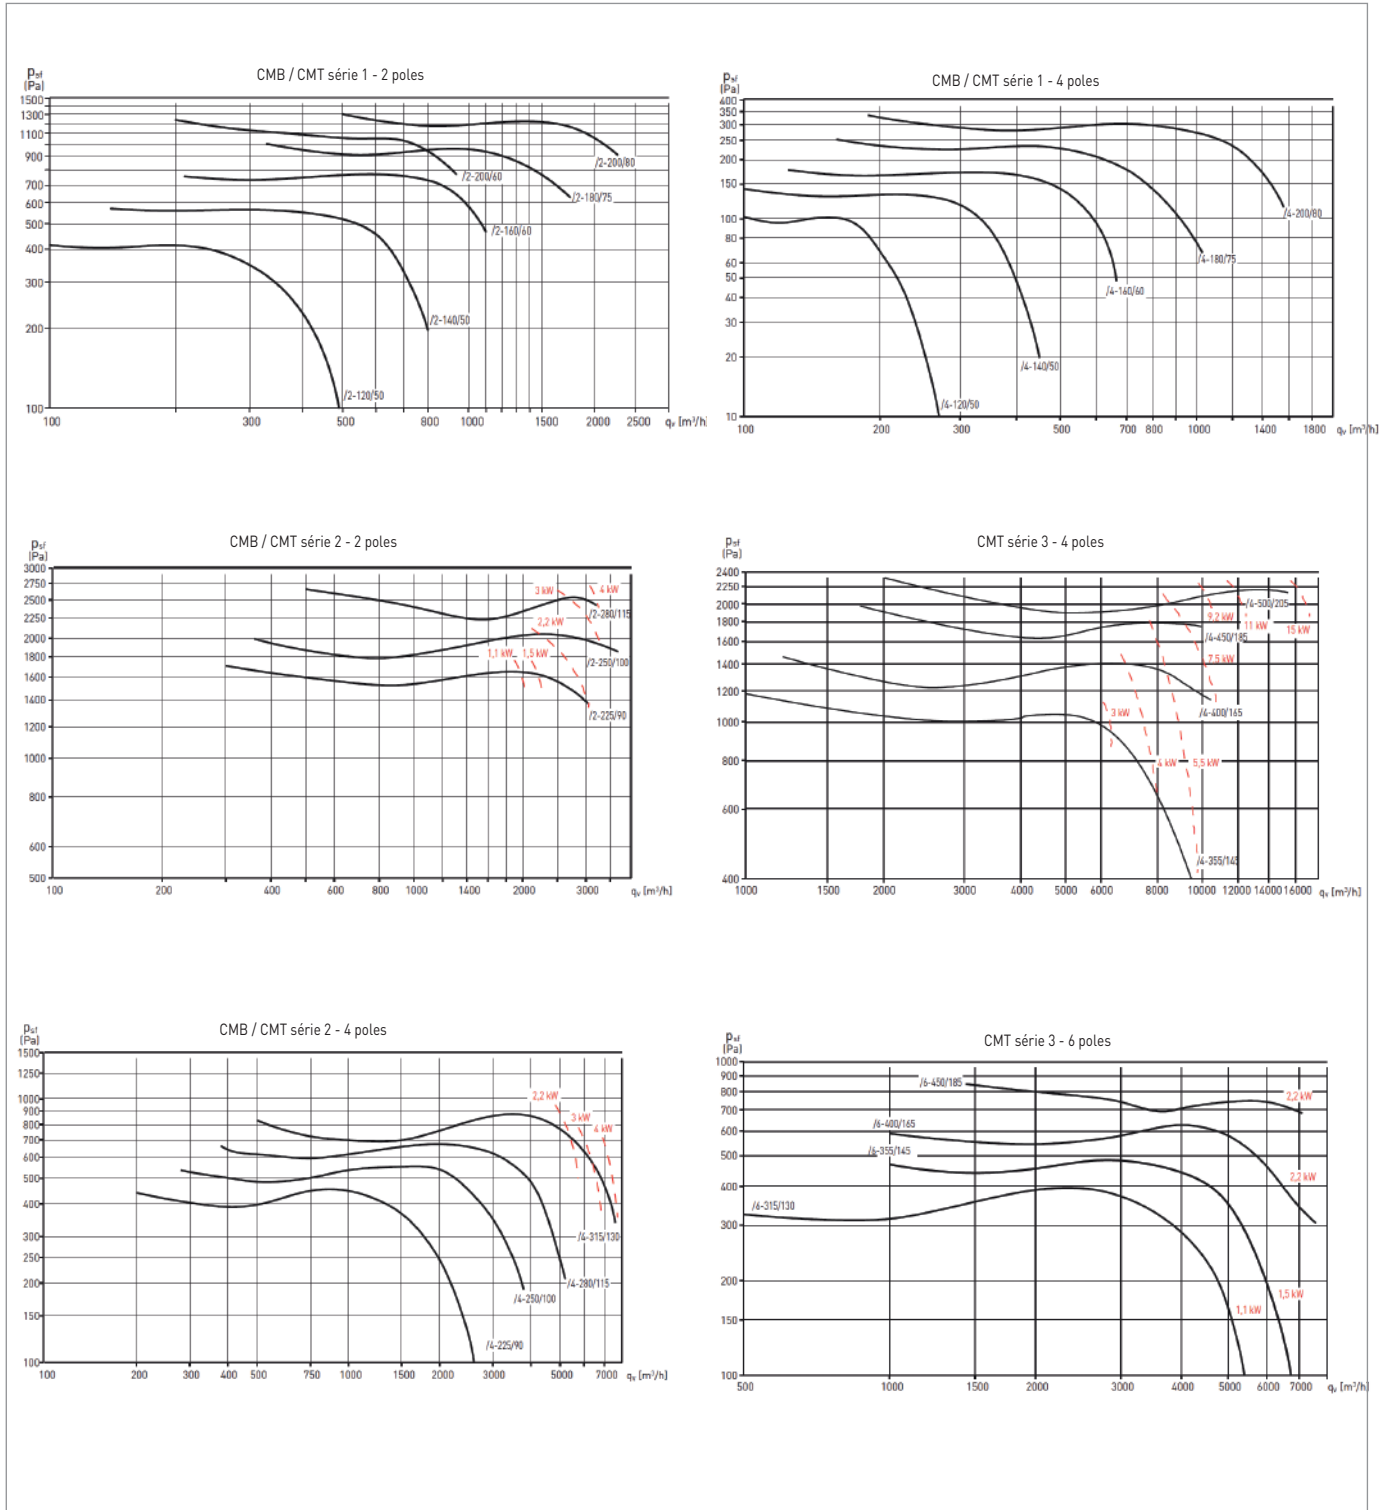 CMB / CMT série 1 - 2 poles
psf
[Pa]
1500
1300
1100
900
700
600
500
400
300
200
100
/2-200/80
/2-200/60
/2-180/75
/2-160/60
/2-140/50
/2-120/50
100 300 500 800 1000 1500 2000 2500 qv [m³/h]
CMB / CMT série 1 - 4 poles
psf
[Pa]
400
350
300
250
200
150
100
80
60
50
40
30
20
10
/4-200/80
/4-180/75
/4-160/60
/4-140/50
/4-120/50
100 200 300 500 700 800 1000 1400 1800 qv [m³/h]
CMB / CMT série 2 - 2 poles
psf
[Pa]
3000
2750
2500
2250
2000
1800
1600
1400
1200
1000
800
600
500
3 kW
4 kW
/2-280/115
2,2 kW
1,1 kW
1,5 kW
/2-250/100
/2-225/90
100 200 400 600 800 1000 1400 2000 3000 qv [m³/h]
CMT série 3 - 4 poles
psf
[Pa]
2400
2250
2000
1800
1600
1400
1200
1000
800
600
400
/4-500/205
9,2 kW
11 kW
15 kW
/4-450/185
7,5 kW
/4-400/165
3 kW
4 kW
5,5 kW
/4-355/145
1000 1500 2000 3000 4000 5000 6000 8000 10000 12000 14000 16000 qv [m³/h]
CMB / CMT série 2 - 4 poles
psf
[Pa]
1500
1250
1000
900
800
700
600
500
400
300
250
200
150
100
2,2 kW
3 kW
4 kW
/4-315/130
/4-280/115
/4-250/100
/4-225/90
100 200 300 400 500 750 1000 1500 2000 3000 5000 7000 qv [m³/h]
CMT série 3 - 6 poles
psf
[Pa]
1000
900
800
700
600
500
400
300
200
150
100
/6-450/185
2,2 kW
/6-400/165
/6-355/145
2,2 kW
/6-315/130
1,5 kW
1,1 kW
500 1000 1500 2000 3000 4000 5000 6000 7000 qv [m³/h]